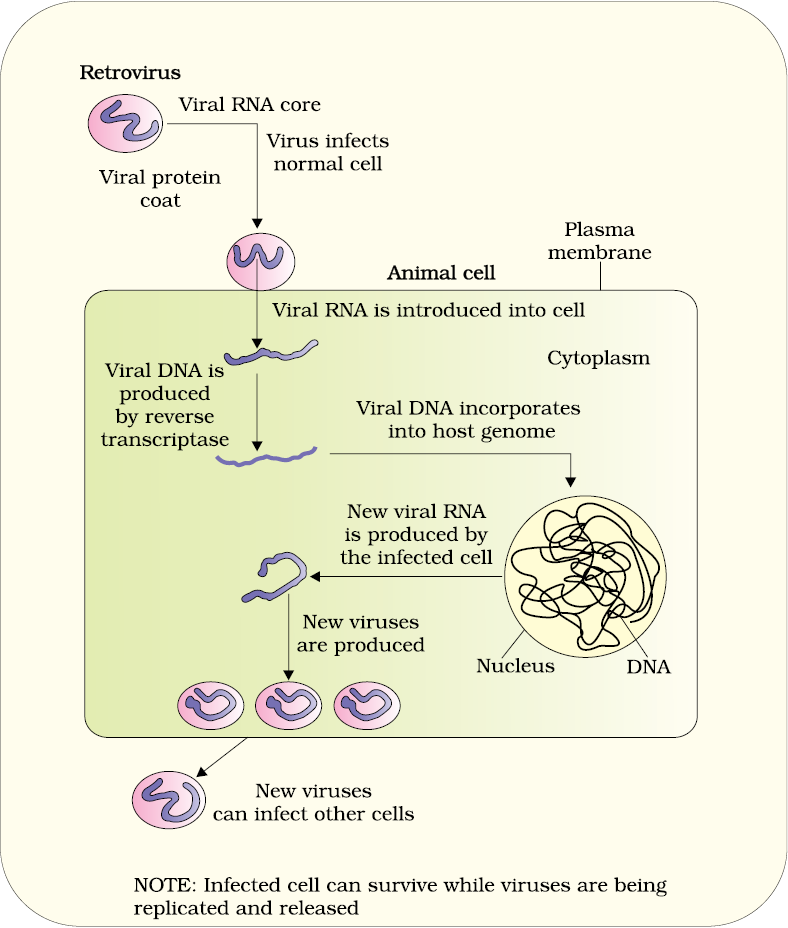 Retrovirus
Viral RNA core
Virus infects
normal cell
Viral protein
coat
Plasma
membrane
Animal cell
Viral RNA is introduced into cell
Cytoplasm
Viral DNA is
produced
by reverse
transcriptase
Viral DNA incorporates
into host genome
New viral RNA
is produced by
the infected cell
New viruses
are produced
Nucleus
DNA
New viruses
can infect other cells
NOTE: Infected cell can survive while viruses are being
replicated and released